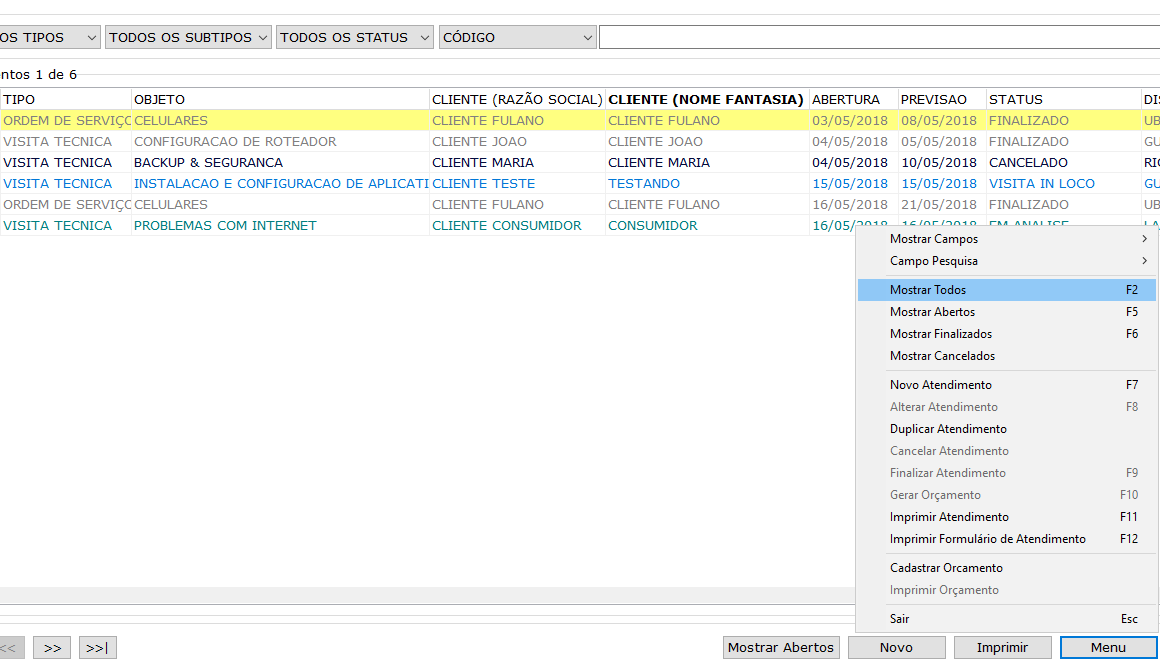 OS TIPOS TODOS OS SUBTIPOS TODOS OS STATUS CÓDIGO
ntos 1 de 6
TIPO OBJETO CLIENTE (RAZÃO SOCIAL) CLIENTE (NOME FANTASIA) ABERTURA PREVISAO STATUS DI
ORDEM DE SERVIÇO CELULARES CLIENTE FULANO CLIENTE FULANO 03/05/2018 08/05/2018 FINALIZADO UB
VISITA TECNICA CONFIGURACAO DE ROTEADOR CLIENTE JOAO CLIENTE JOAO 04/05/2018 05/05/2018 FINALIZADO GU
VISITA TECNICA BACKUP & SEGURANCA CLIENTE MARIA CLIENTE MARIA 04/05/2018 10/05/2018 CANCELADO RI
VISITA TECNICA INSTALACAO E CONFIGURACAO DE APLICATI CLIENTE TESTE TESTANDO 15/05/2018 15/05/2018 VISITA IN LOCO GU
ORDEM DE SERVIÇO CELULARES CLIENTE FULANO CLIENTE FULANO 16/05/2018 21/05/2018 FINALIZADO UB
VISITA TECNICA PROBLEMAS COM INTERNET CLIENTE CONSUMIDOR CONSUMIDOR 16/05/2018 16/05/2018 EM ANALISE LA
Mostrar Campos >
Campo Pesquisa >
Mostrar Todos F2
Mostrar Abertos F5
Mostrar Finalizados F6
Mostrar Cancelados
Novo Atendimento F7
Alterar Atendimento F8
Duplicar Atendimento
Cancelar Atendimento
Finalizar Atendimento F9
Gerar Orçamento F10
Imprimir Atendimento F11
Imprimir Formulário de Atendimento F12
Cadastrar Orcamento
Imprimir Orçamento
Sair Esc
<< >> >>| Mostrar Abertos Novo Imprimir Menu